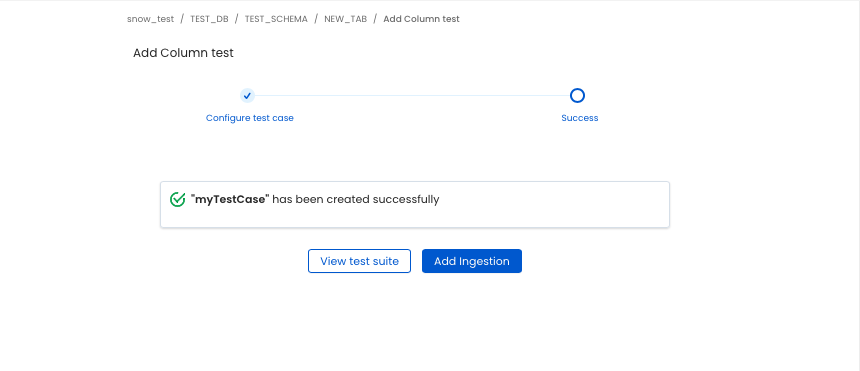 snow_test / TEST_DB / TEST_SCHEMA / NEW_TAB / Add Column test
Add Column test
Configure test case
Success
"myTestCase" has been created successfully
View test suite
Add Ingestion